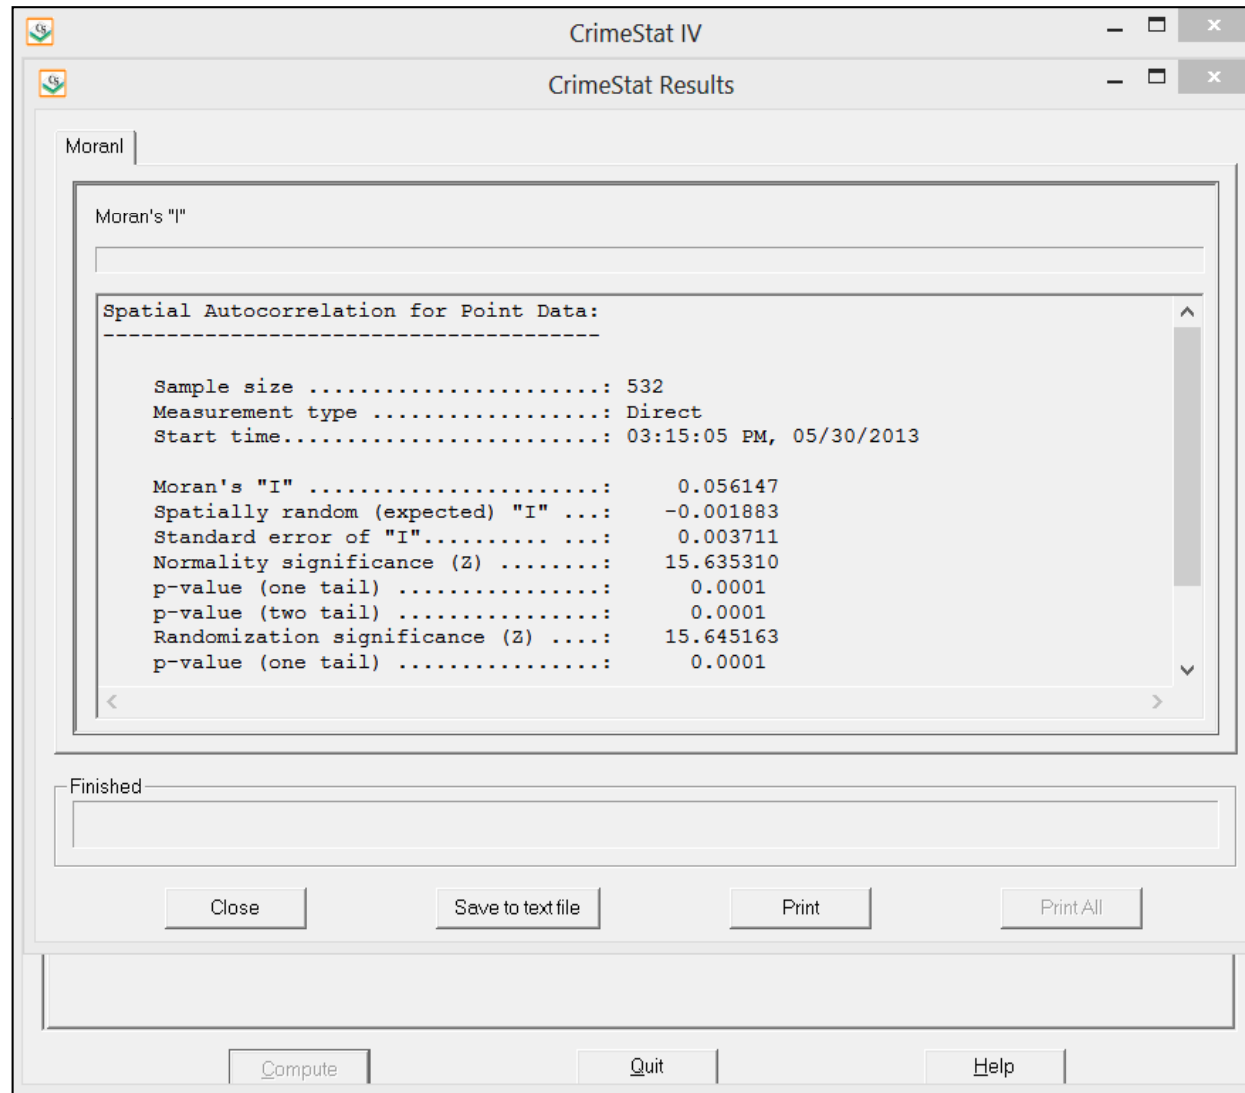 CrimeStat IV
CrimeStat Results
MoranI
Moran's "I"
Spatial Autocorrelation for Point Data:
---------------------------------------
Sample size .......................: 532
Measurement type ..................: Direct
Start time.........................: 03:15:05 PM, 05/30/2013
Moran's "I" .......................: 0.056147
Spatially random (expected) "I" ...: -0.001883
Standard error of "I".......... ...: 0.003711
Normality significance (Z) ........: 15.635310
p-value (one tail) ................: 0.0001
p-value (two tail) ................: 0.0001
Randomization significance (Z) ....: 15.645163
p-value (one tail) ................: 0.0001
Finished
Close Save to text file Print Print All
Compute Quit Help